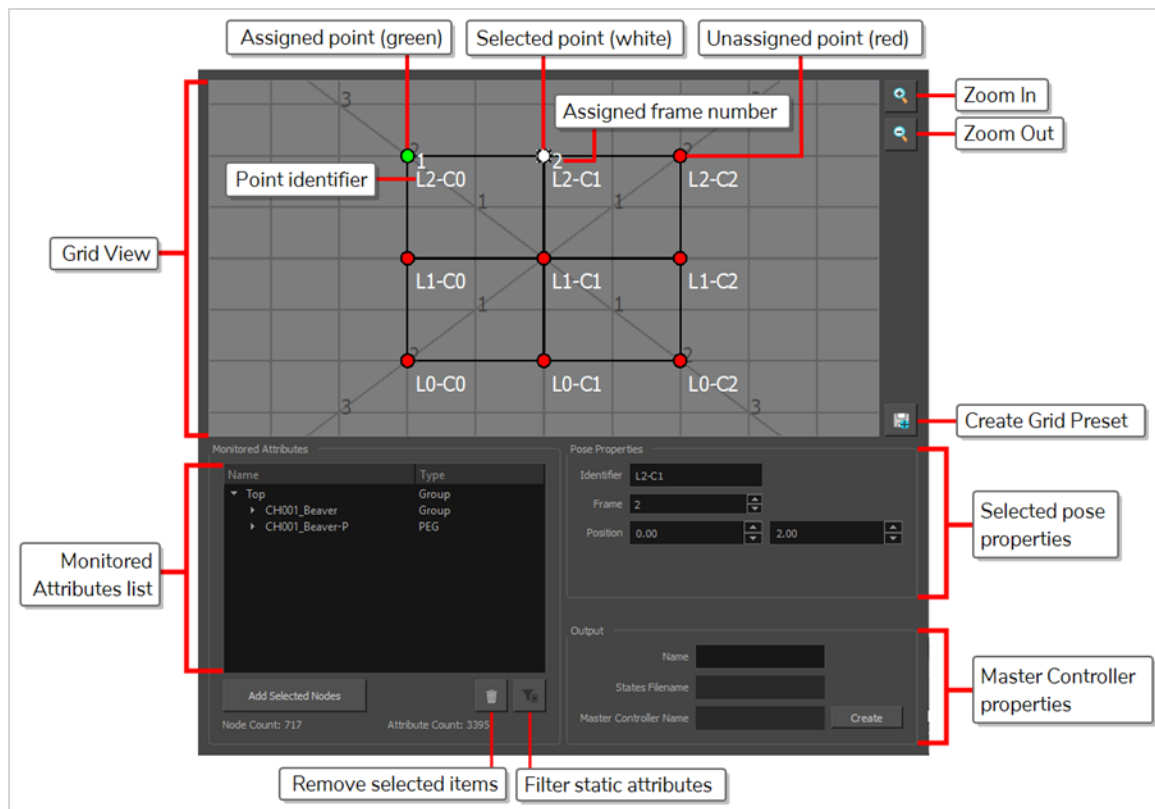 Assigned point (green)
Selected point (white)
Unassigned point (red)
3
2
Assigned frame number
Zoom In
Zoom Out
1
2
2
Point identifier
L2-C0
L2-C1
L2-C2
1
1
Grid View
L1-C0
L1-C1
L1-C2
1
1
2
2
L0-C0
L0-C1
L0-C2
3
3
Create Grid Preset
Monitored Attributes
Name
Type
Top
Group
CH001_Beaver
Group
CH001_Beaver-P
PEG
Monitored
Attributes list
Add Selected Nodes
Node Count: 717
Attribute Count: 3395
Remove selected items
Filter static attributes
Pose Properties
Identifier
L2-C1
Frame
2
Position
0.00
2.00
Selected pose
properties
Output
Name
States Filename
Master Controller Name
Create
Master Controller
properties